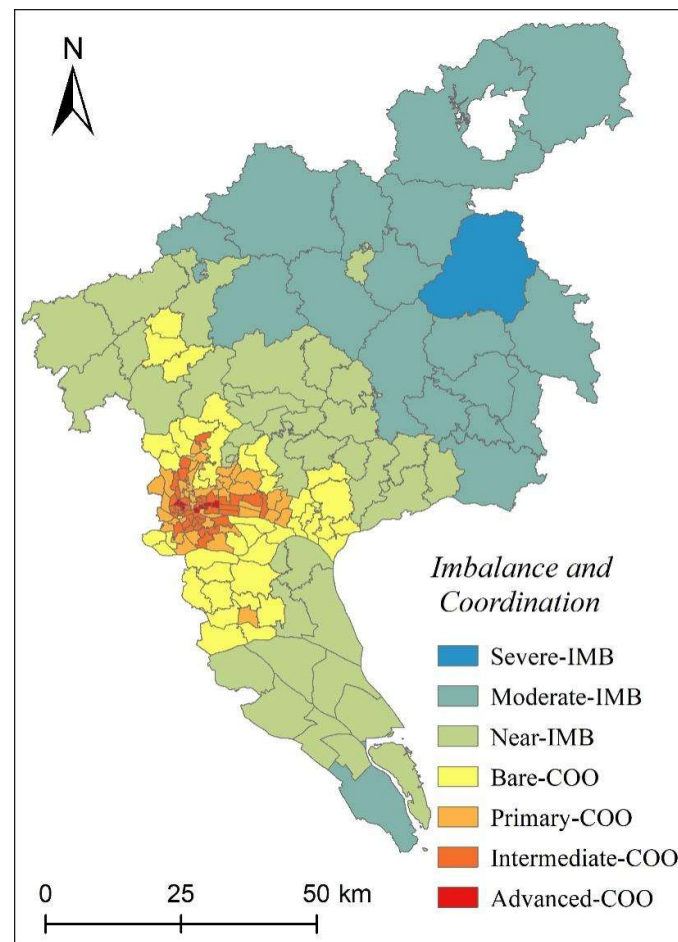 N
Imbalance and
Coordination
Severe-IMB
Moderate-IMB
Near-IMB
Bare-COO
Primary-COO
Intermediate-COO
Advanced-COO
0 25 50 km